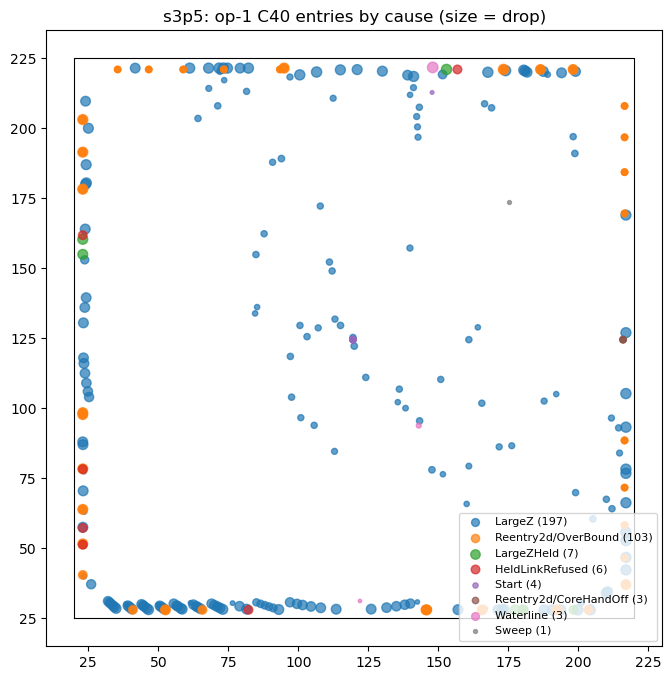 s3p5: op-1 C40 entries by cause (size = drop)
225
200
175
150
125
100
75
50
25
LargeZ (197)
Reentry2d/OverBound (103)
LargeZHeld (7)
HeldLinkRefused (6)
Start (4)
Reentry2d/CoreHandOff (3)
Waterline (3)
Sweep (1)
25 50 75 100 125 150 175 200 225